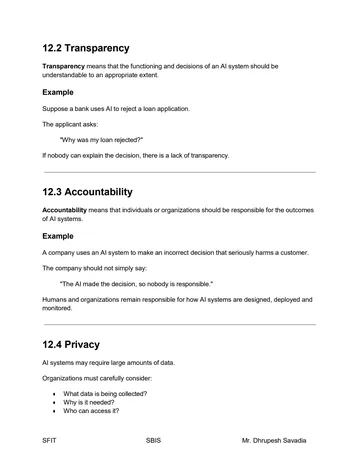 12.2 Transparency
Transparency means that the functioning and decisions of an AI system should be
understandable to an appropriate extent.
Example
Suppose a bank uses AI to reject a loan application.
The applicant asks:
"Why was my loan rejected?"
If nobody can explain the decision, there is a lack of transparency.
12.3 Accountability
Accountability means that individuals or organizations should be responsible for the outcomes
of AI systems.
Example
A company uses an AI system to make an incorrect decision that seriously harms a customer.
The company should not simply say:
"The AI made the decision, so nobody is responsible."
Humans and organizations remain responsible for how AI systems are designed, deployed and
monitored.
12.4 Privacy
AI systems may require large amounts of data.
Organizations must carefully consider:
• What data is being collected?
• Why is it needed?
• Who can access it?
SFIT SBIS Mr. Dhrupesh Savadia